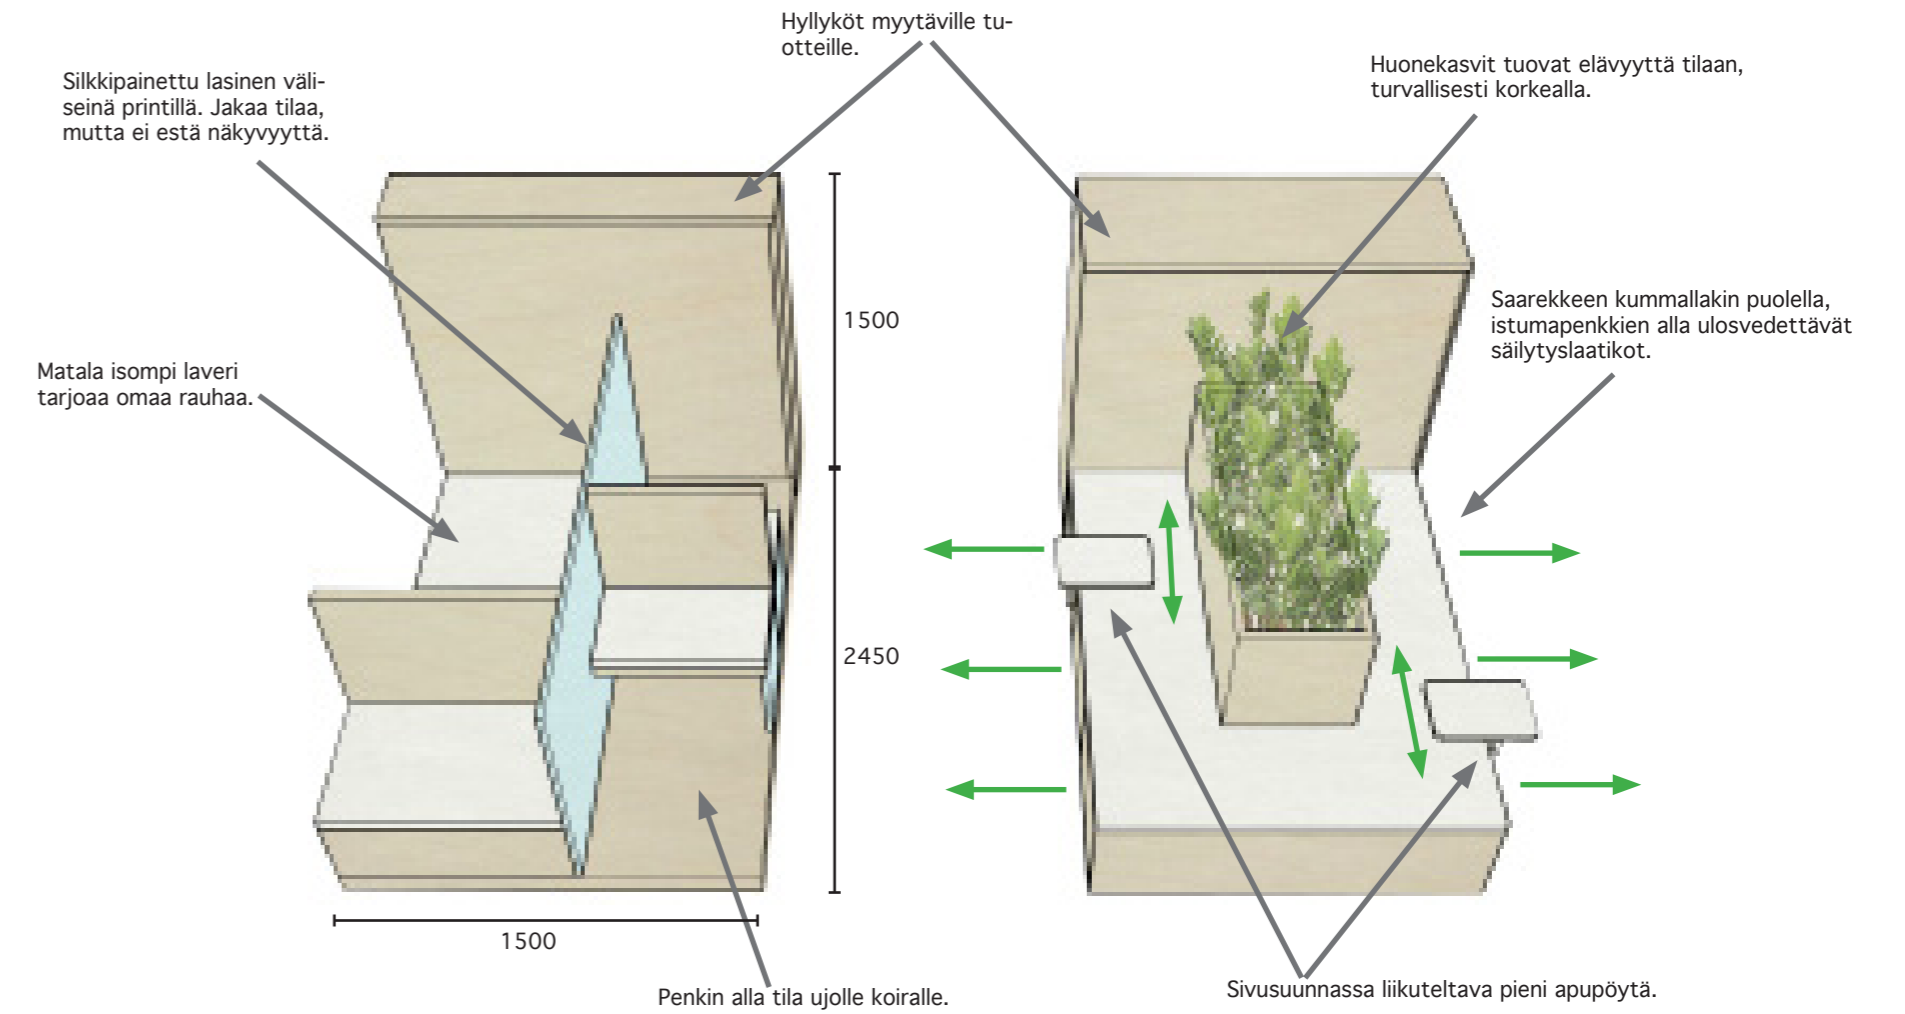 Hyllyköt myytäville tu-
otteille.
Silkkipainettu lasinen väli-
seinä printillä. Jakaa tilaa,
mutta ei estä näkyvyyttä.
Huonekasvit tuovat elävyyttä tilaan,
turvallisesti korkealla.
Saarekkeen kummallakin puolella,
istumapenkkien alla ulosvedettävät
säilytyslaatikot.
1500
Matala isompi laveri
tarjoaa omaa rauhaa.
2450
1500
Penkin alla tila ujolle koiralle.
Sivusuunnassa liikuteltava pieni apupöytä.